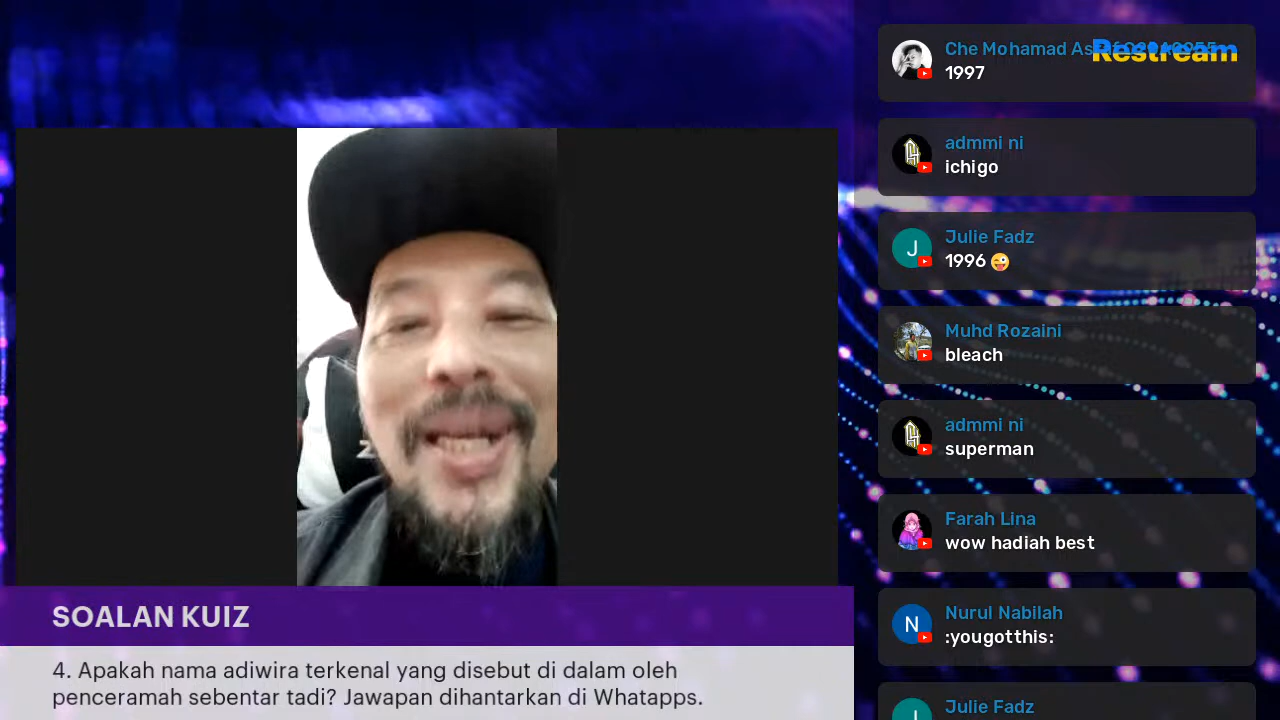 SOALAN KUIZ
4. Apakah nama adiwira terkenal yang disebut di dalam oleh
penceramah sebentar tadi? Jawapan dihantarkan di Whatapps.
Restream
Che Mohamad
1997
admmi ni
ichigo
Julie Fadz
1996 😜
Muhd Rozaini
bleach
admmi ni
superman
Farah Lina
wow hadiah best
Nurul Nabilah
:yougotthis:
Julie Fadz